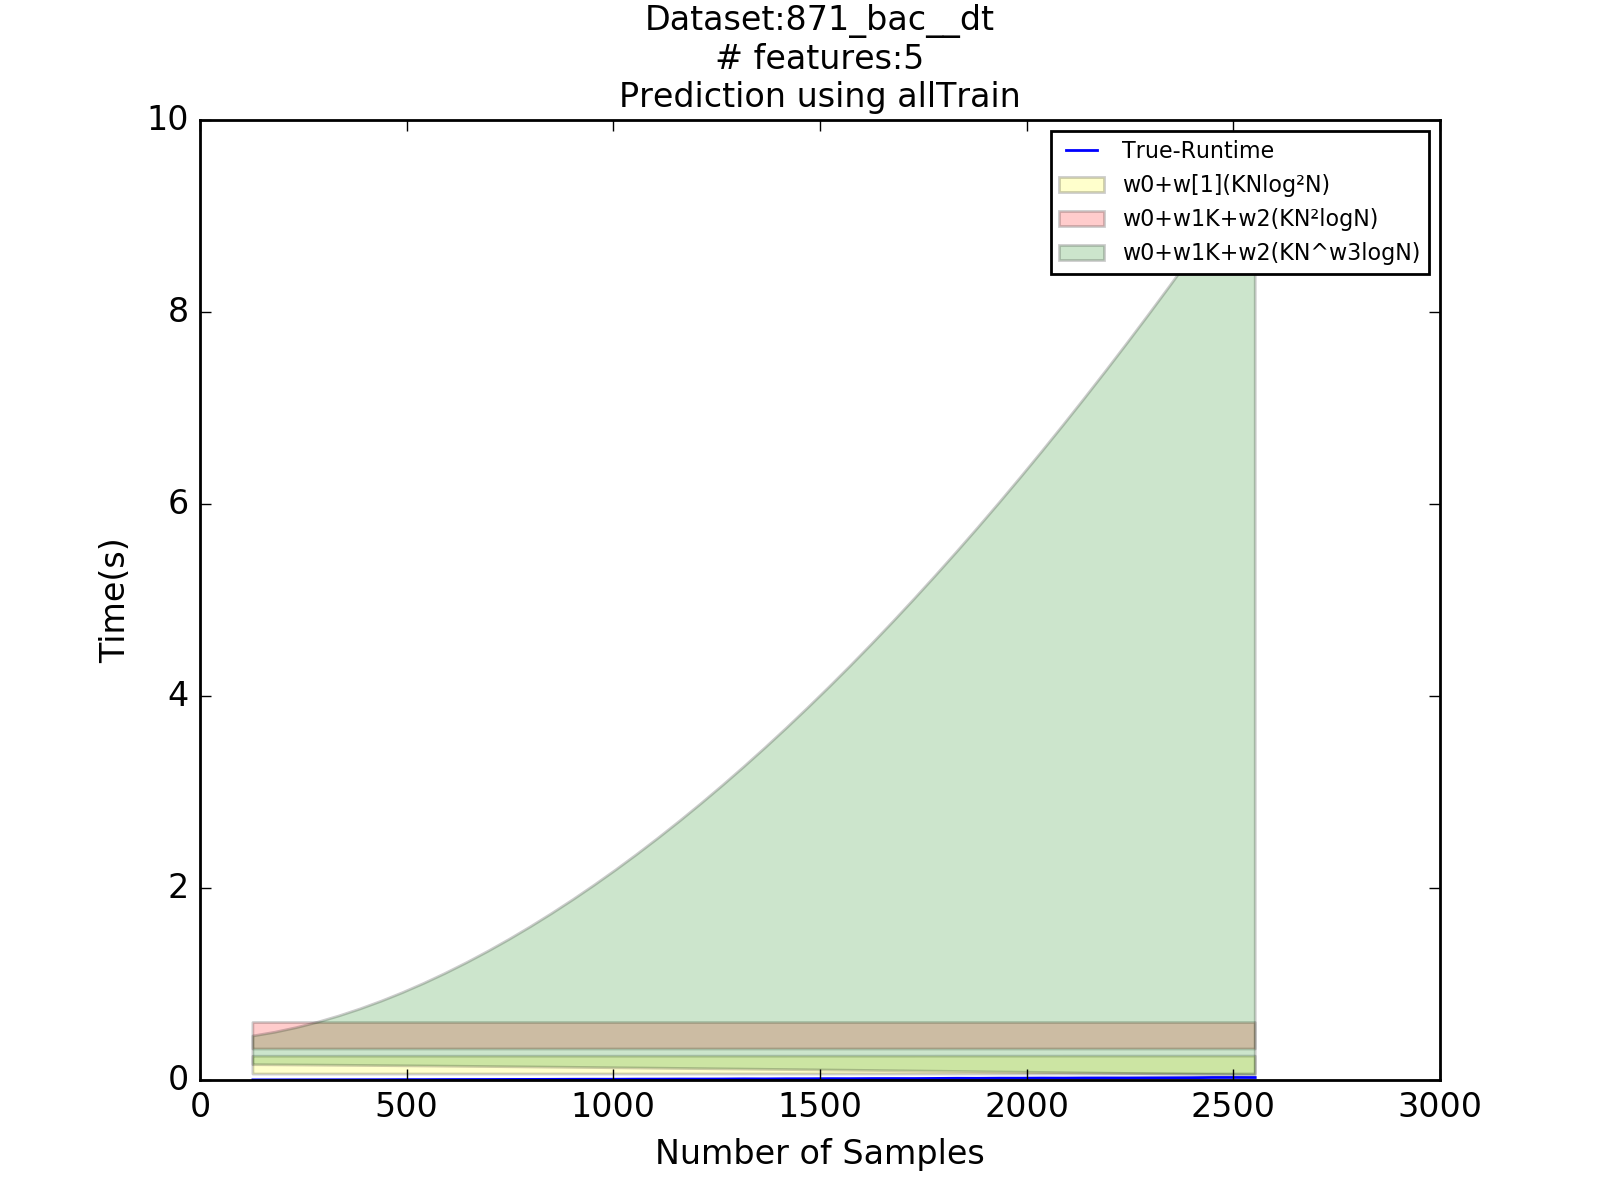 Dataset:871_bac__dt
# features:5
Prediction using allTrain
True-Runtime
w0+w[1](KNlog²N)
w0+w1K+w2(KN²logN)
w0+w1K+w2(KN^w3logN)
10
8
6
4
2
0
Time(s)
0 500 1000 1500 2000 2500 3000
Number of Samples